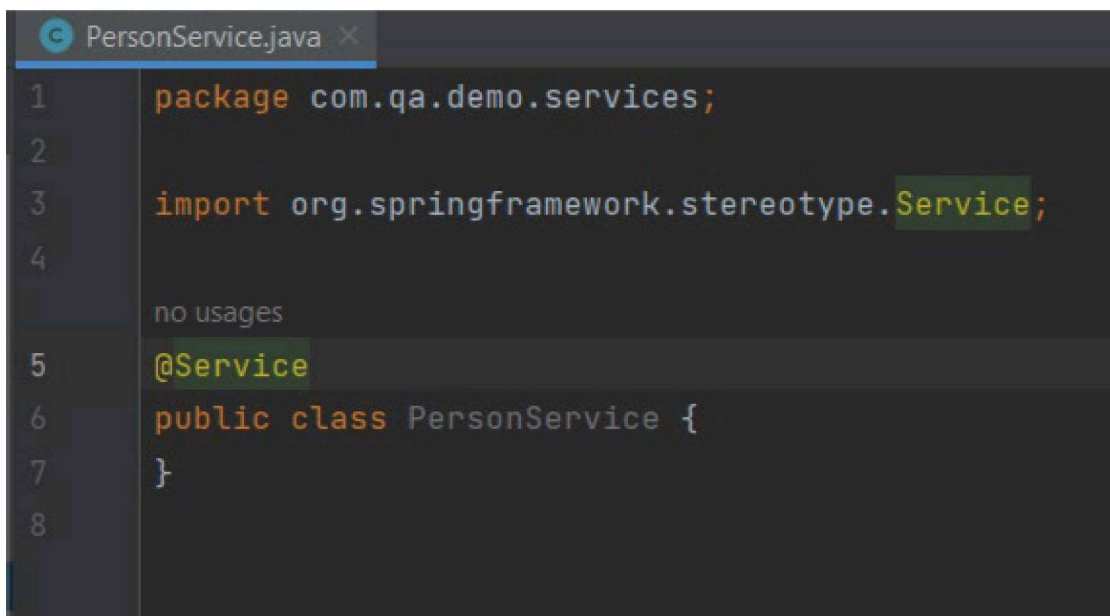 C PersonService.java ×
1 package com.qa.demo.services;
2
3 import org.springframework.stereotype.Service;
4
no usages
5 @Service
6 public class PersonService {
7 }
8